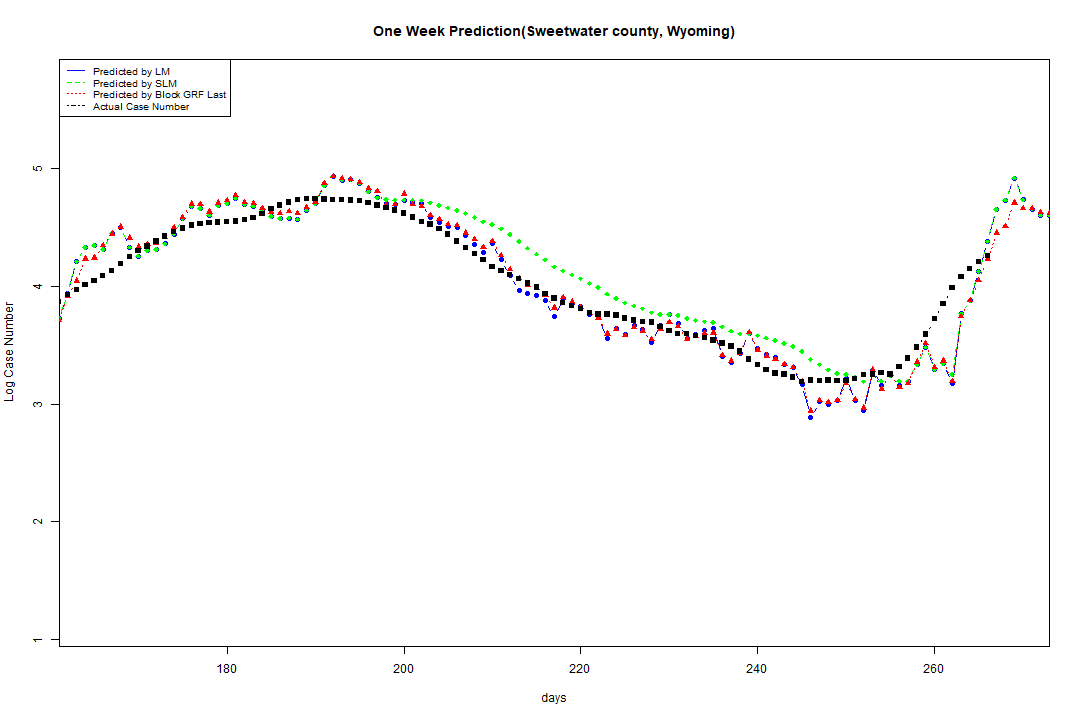 One Week Prediction(Sweetwater county, Wyoming)
Predicted by LM
Predicted by SLM
Predicted by Block GRF Last
Actual Case Number
5
4
3
2
1
Log Case Number
180 200 220 240 260
days